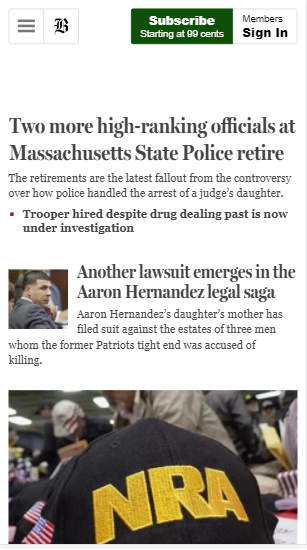 B
Subscribe
Starting at 99 cents
Members
Sign In
Two more high-ranking officials at
Massachusetts State Police retire
The retirements are the latest fallout from the controversy
over how police handled the arrest of a judge's daughter.
Trooper hired despite drug dealing past is now
under investigation
Another lawsuit emerges in the
Aaron Hernandez legal saga
Aaron Hernandez's daughter's mother has
filed suit against the estates of three men
whom the former Patriots tight end was accused of
killing.
NRA